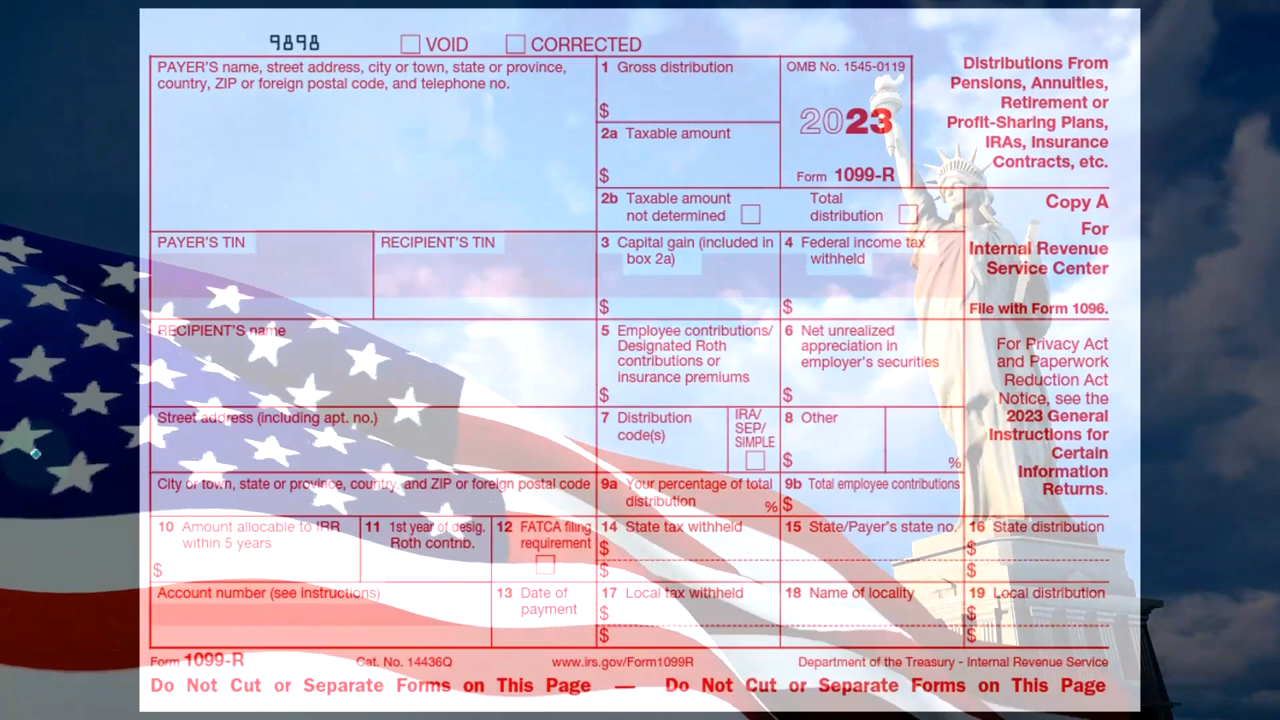 9898
VOID
CORRECTED
PAYER'S name, street address, city or town, state or province,
country, ZIP or foreign postal code, and telephone no.
1 Gross distribution
$
2a Taxable amount
$
OMB No. 1545-0119
2023
Form 1099-R
Distributions From
Pensions, Annuities,
Retirement or
Profit-Sharing Plans,
IRAs, Insurance
Contracts, etc.
2b Taxable amount
not determined
Total
distribution
Copy A
For
Internal Revenue
Service Center
File with Form 1096.
PAYER'S TIN
RECIPIENT'S TIN
3 Capital gain (included in
box 2a)
$
4 Federal income tax
withheld
$
RECIPIENT'S name
5 Employee contributions/
Designated Roth
contributions or
insurance premiums
$
6 Net unrealized
appreciation in
employer's securities
$
For Privacy Act
and Paperwork
Reduction Act
Notice, see the
2023 General
Instructions for
Certain
Information
Returns.
Street address (including apt. no.)
7 Distribution
code(s)
IRA/
SEP/
SIMPLE
8 Other
$
%
City or town, state or province, country, and ZIP or foreign postal code
9a Your percentage of total
distribution
%
9b Total employee contributions
$
10 Amount allocable to IRR
within 5 years
$
11 1st year of desig.
Roth contrib.
12 FATCA filing
requirement
14 State tax withheld
$
$
15 State/Payer's state no.
16 State distribution
$
$
Account number (see instructions)
13 Date of
payment
17 Local tax withheld
$
$
18 Name of locality
19 Local distribution
$
$
Form 1099-R
Cat. No. 14436Q
www.irs.gov/Form1099R
Department of the Treasury - Internal Revenue Service
Do Not Cut or Separate Forms on This Page — Do Not Cut or Separate Forms on This Page